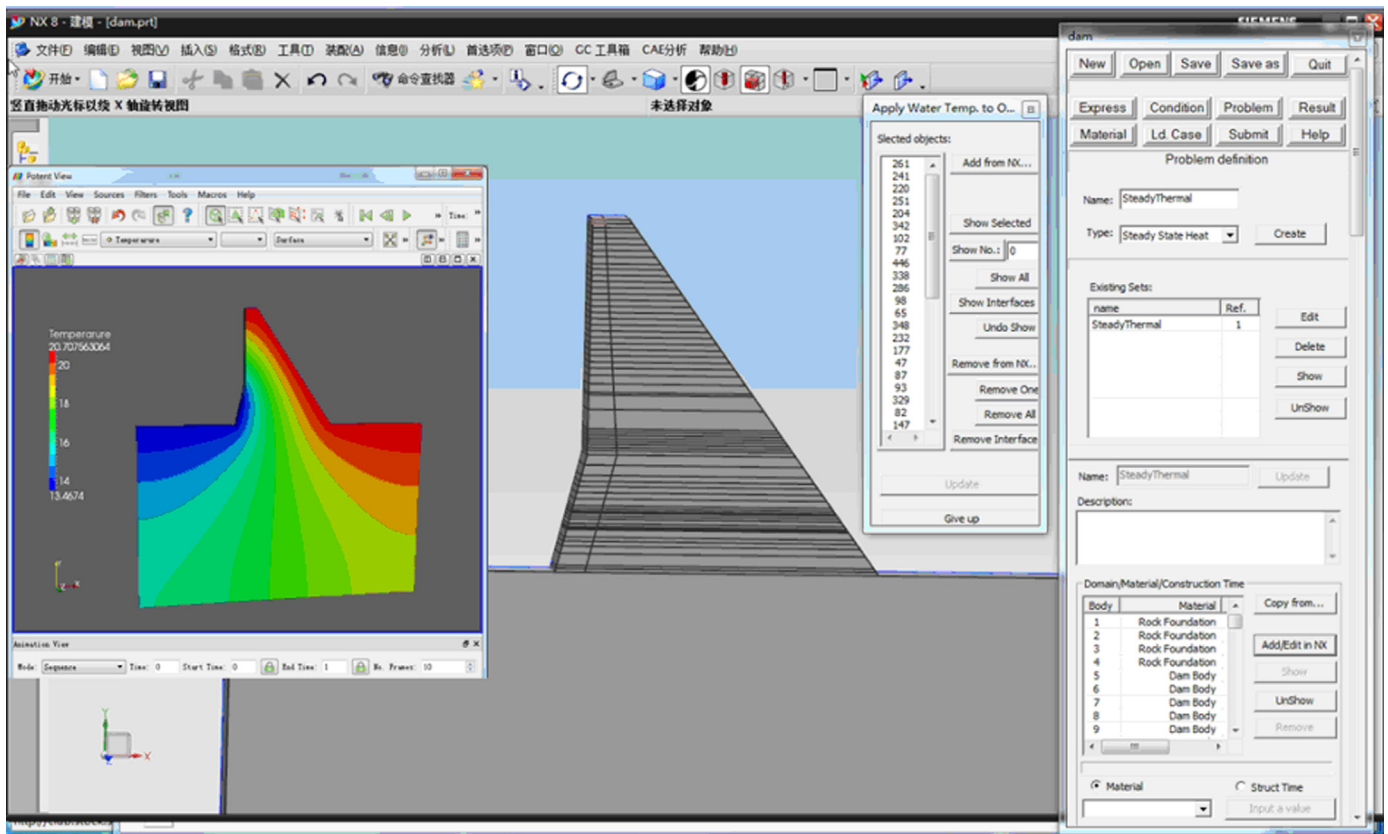 NX 8 - 建模 - [dam.prt]
SIEMENS
文件(F) 编辑(E) 视图(V) 插入(S) 格式(R) 工具(T) 装配(A) 信息(I) 分析(L) 首选项(P) 窗口(O) GC 工具箱 CAE分析 帮助(H)
开始 命令查找器
竖直拖动光标以绕 X 轴旋转视图
未选择对象
Potent View
File Edit View Sources Filters Tools Macros Help
Time:
Temperarure Surface
Temperarure
20.707563064
20
18
16
14
13.4674
Animation View
Mode: Sequence Time: 0 Start Time: 0 End Time: 1 No. Frames: 10
Y
X
Apply Water Temp. to O...
Slected objects:
261
241
220
251
204
342
102
77
446
338
286
98
65
348
232
177
47
87
93
329
82
147
Add from NX...
Show Selected
Show No.: 0
Show All
Show Interfaces
Undo Show
Remove from NX...
Remove One
Remove All
Remove Interface
Update
Give up
dam
New Open Save Save as Quit
Express Condition Problem Result
Material Ld. Case Submit Help
Problem definition
Name: SteadyThermal
Type: Steady State Heat Create
Existing Sets:
name Ref.
SteadyThermal 1
Edit
Delete
Show
UnShow
Name: SteadyThermal Update
Description:
Domain/Material/Construction Time
Body Material
1 Rock Foundation
2 Rock Foundation
3 Rock Foundation
4 Rock Foundation
5 Dam Body
6 Dam Body
7 Dam Body
8 Dam Body
9 Dam Body
Copy from...
Add/Edit in NX
Show
UnShow
Remove
Material Struct Time
Input a value